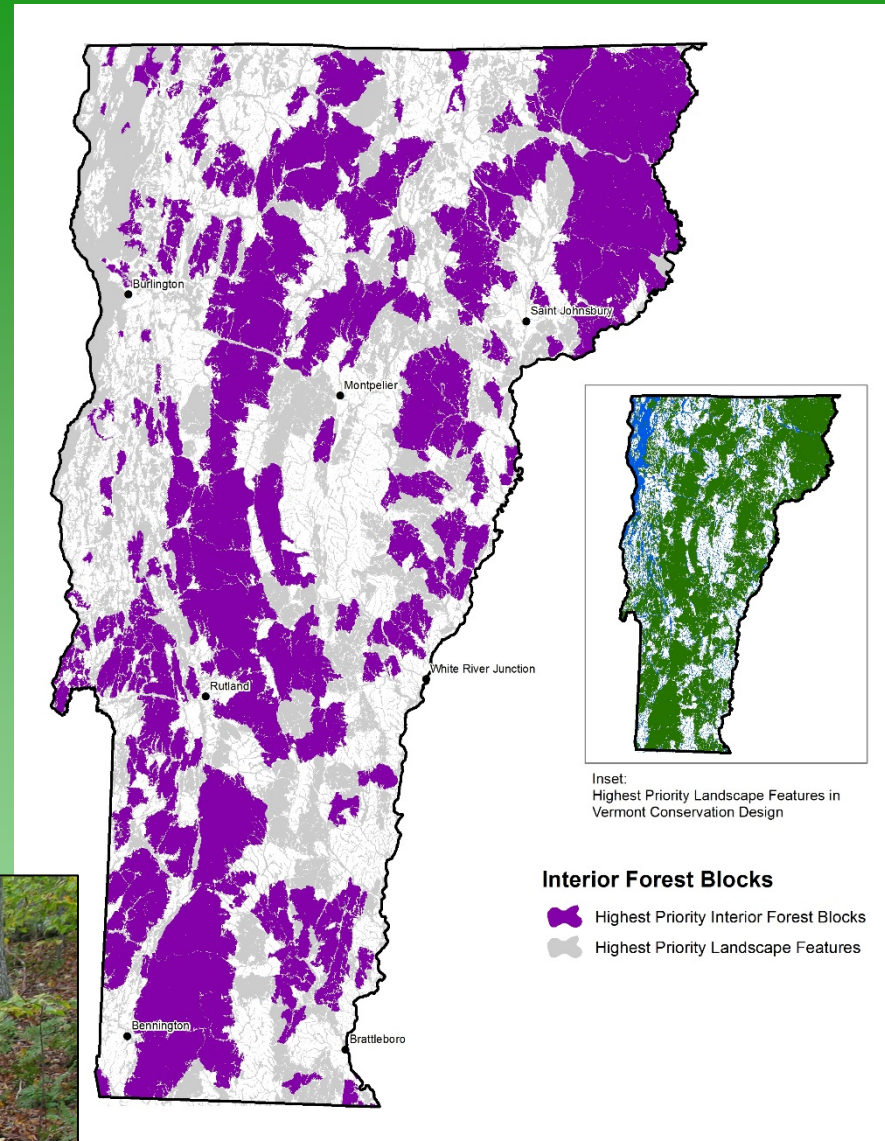 Burlington
Saint Johnsbury
Montpelier
White River Junction
Rutland
Bennington
Brattleboro
Inset:
Highest Priority Landscape Features in
Vermont Conservation Design
Interior Forest Blocks
Highest Priority Interior Forest Blocks
Highest Priority Landscape Features